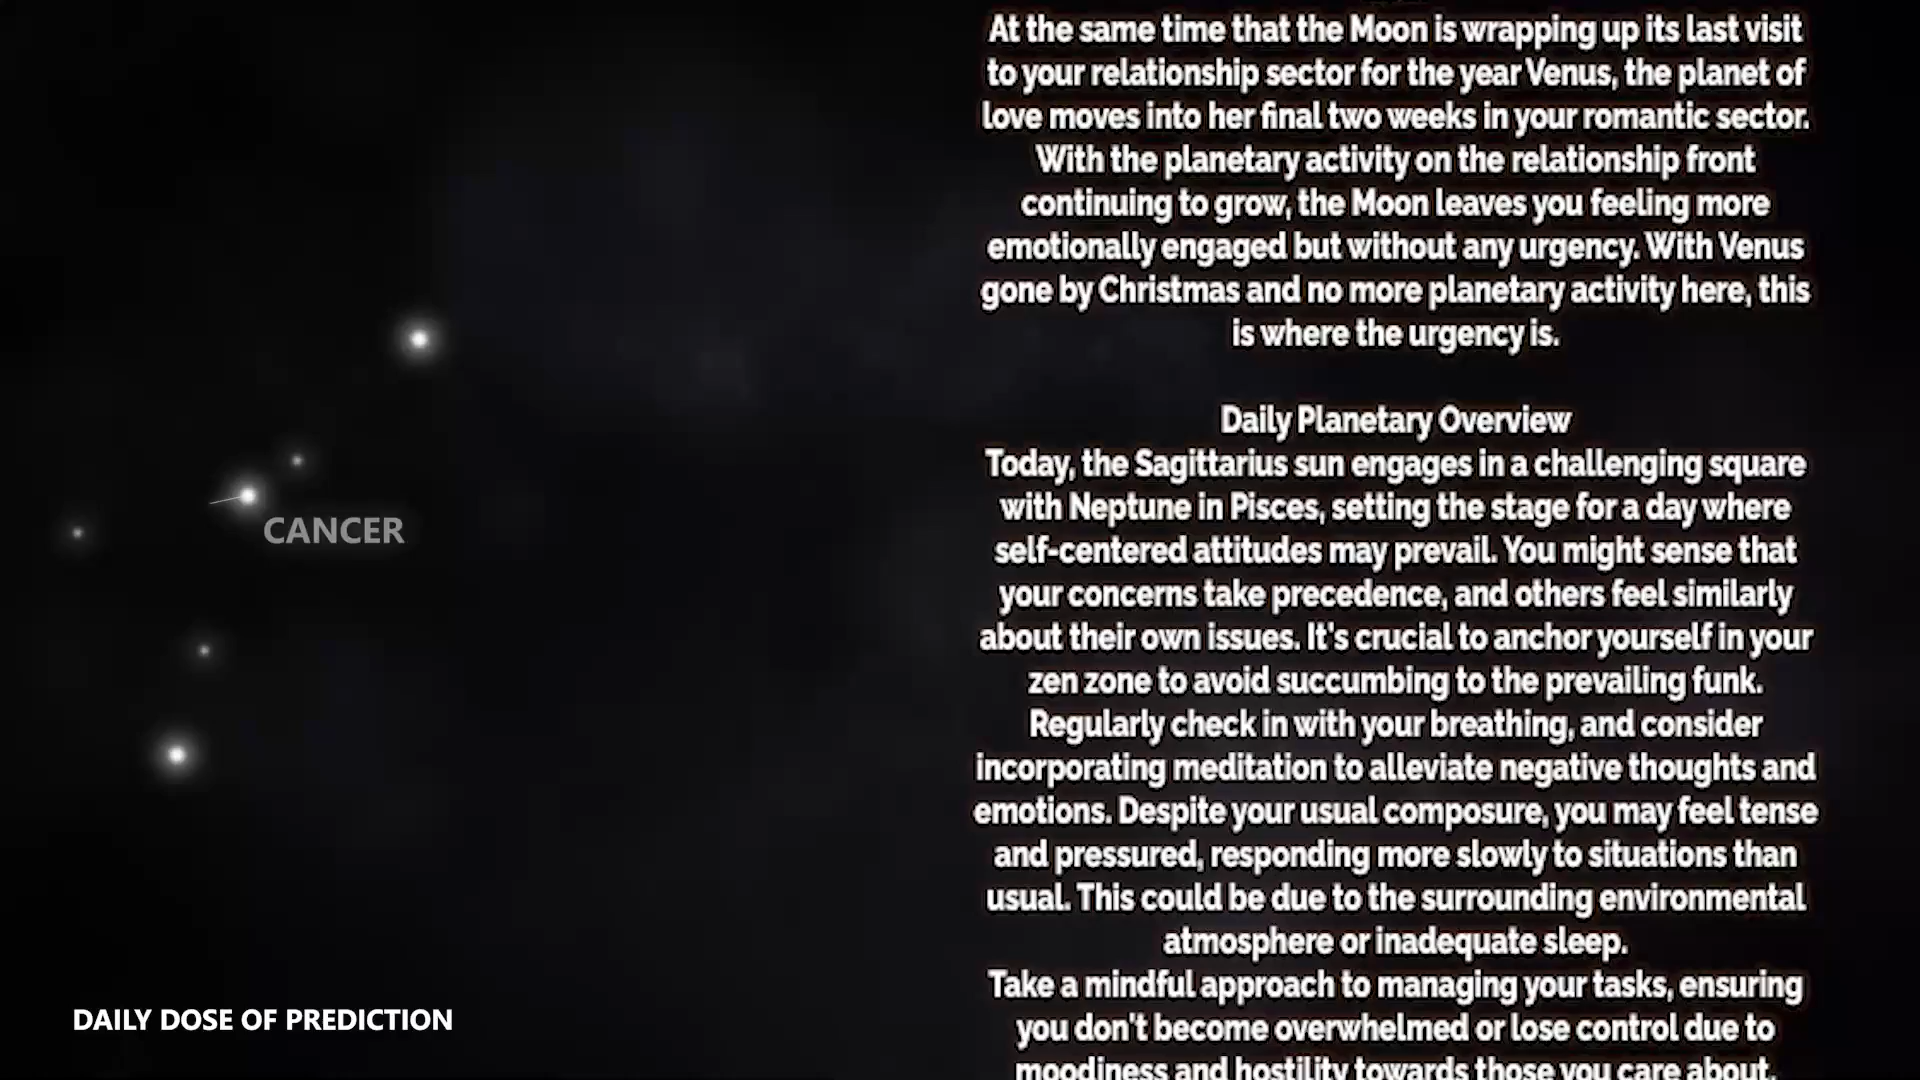 At the same time that the Moon is wrapping up its last visit
to your relationship sector for the year Venus, the planet of
love moves into her final two weeks in your romantic sector.
With the planetary activity on the relationship front
continuing to grow, the Moon leaves you feeling more
emotionally engaged but without any urgency. With Venus
gone by Christmas and no more planetary activity here, this
is where the urgency is.
Daily Planetary Overview
Today, the Sagittarius sun engages in a challenging square
with Neptune in Pisces, setting the stage for a day where
self-centered attitudes may prevail. You might sense that
your concerns take precedence, and others feel similarly
about their own issues. It's crucial to anchor yourself in your
zen zone to avoid succumbing to the prevailing funk.
Regularly check in with your breathing, and consider
incorporating meditation to alleviate negative thoughts and
emotions. Despite your usual composure, you may feel tense
and pressured, responding more slowly to situations than
usual. This could be due to the surrounding environmental
atmosphere or inadequate sleep.
Take a mindful approach to managing your tasks, ensuring
you don't become overwhelmed or lose control due to
moodiness and hostility towards those you care about.
CANCER
DAILY DOSE OF PREDICTION